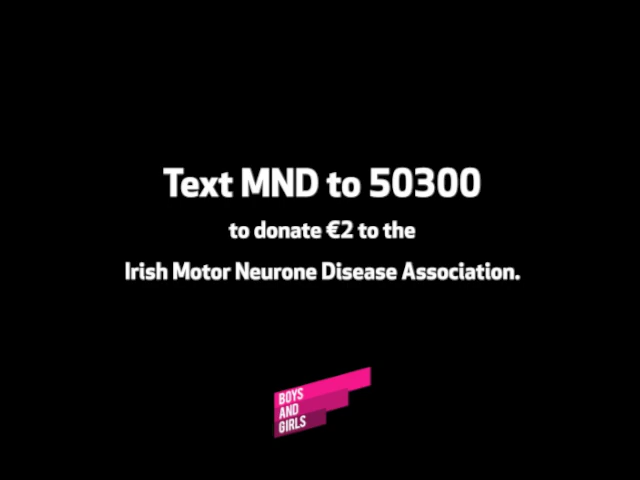 Text MND to 50300
to donate €2 to the
Irish Motor Neurone Disease Association.
BOYS
AND
GIRLS